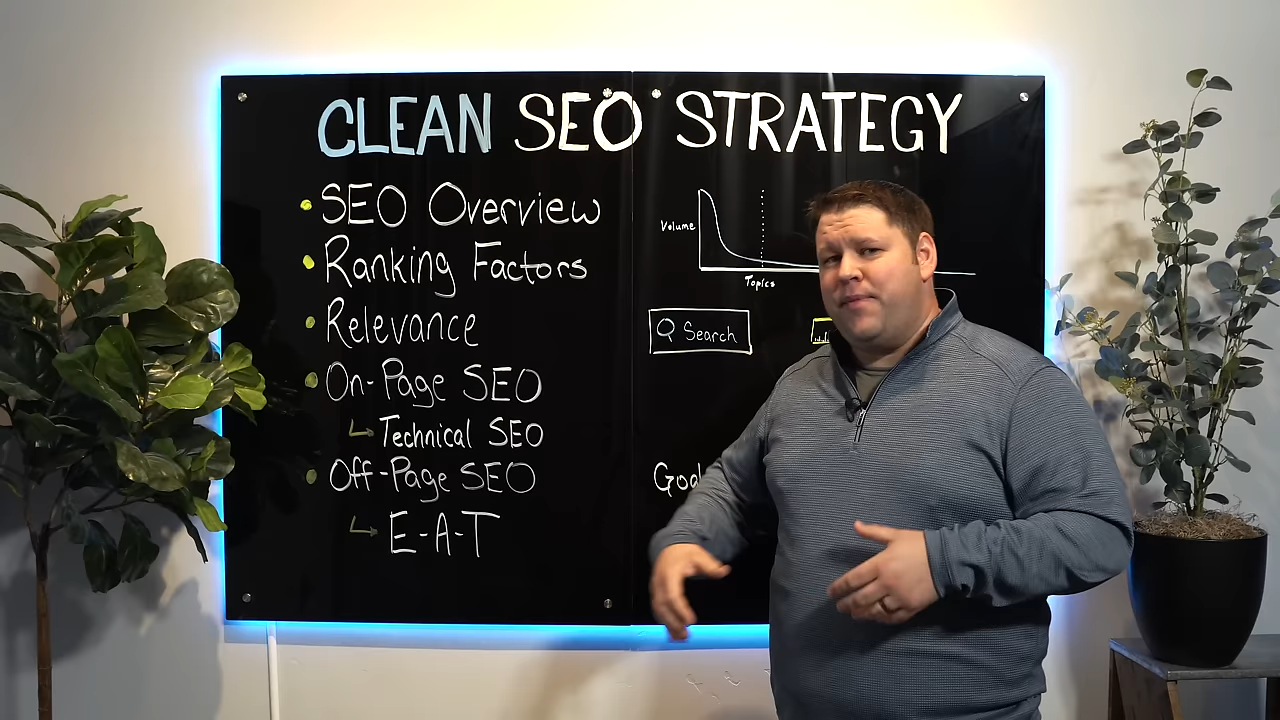 CLEAN SEO STRATEGY
• SEO Overview
• Ranking Factors
• Relevance
• On-Page SEO
↳ Technical SEO
• Off-Page SEO
↳ E-A-T
Volume
Topics
Search